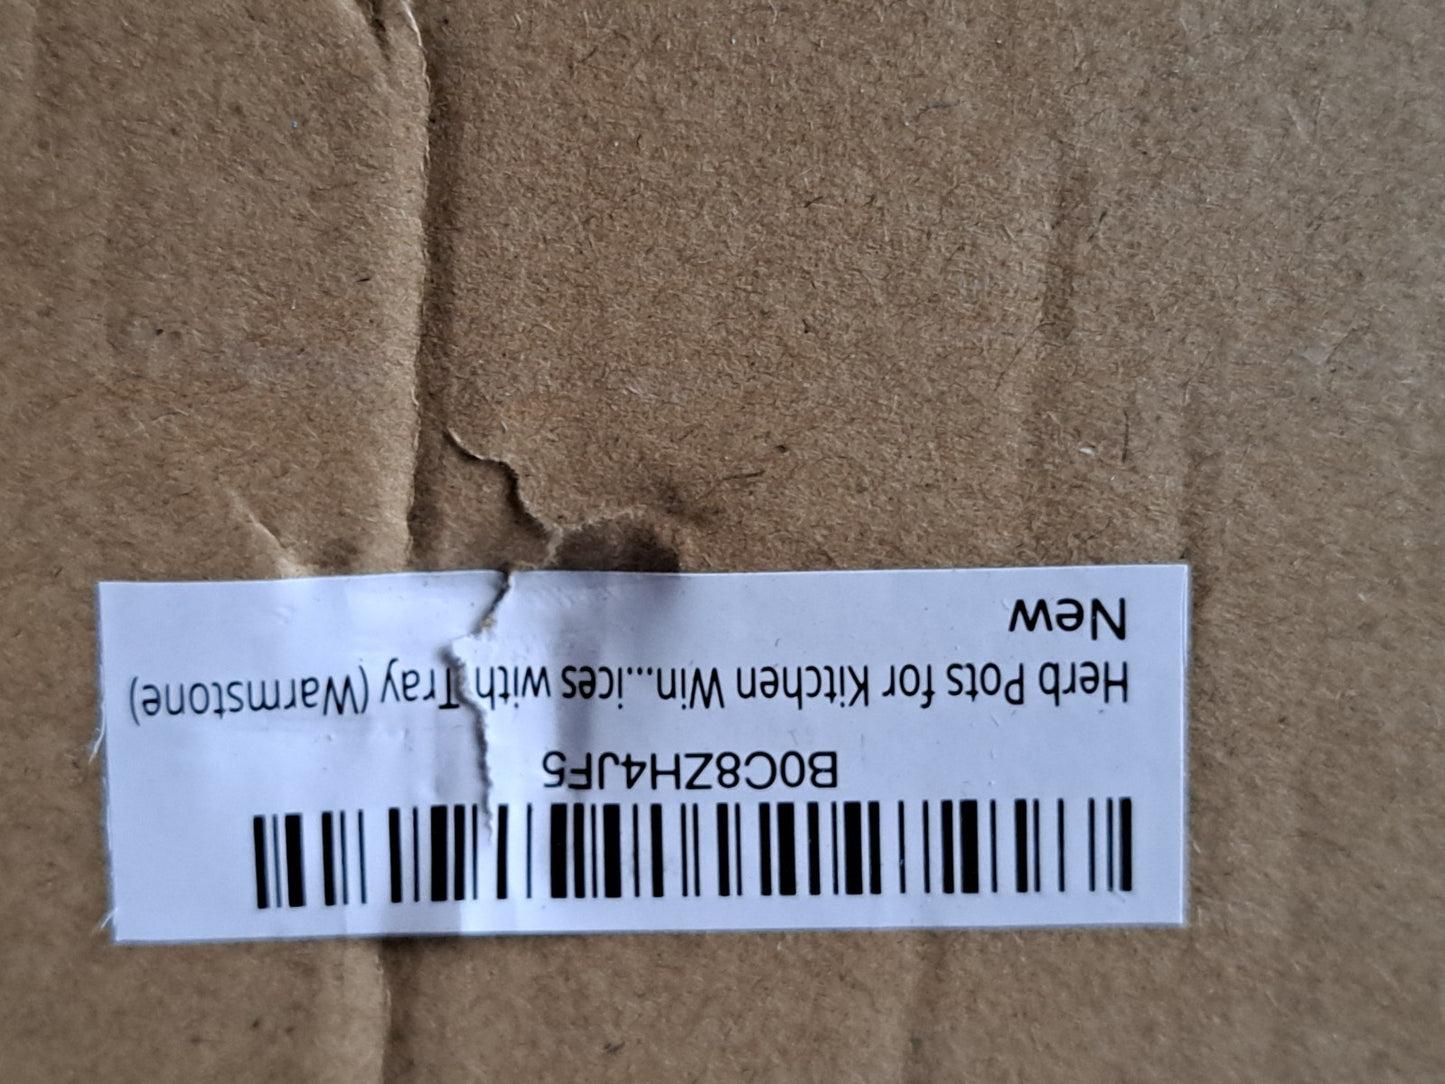 B0C8ZH4JF5
Herb Pots for Kitchen Win...ices with Tray (Warmstone)
New